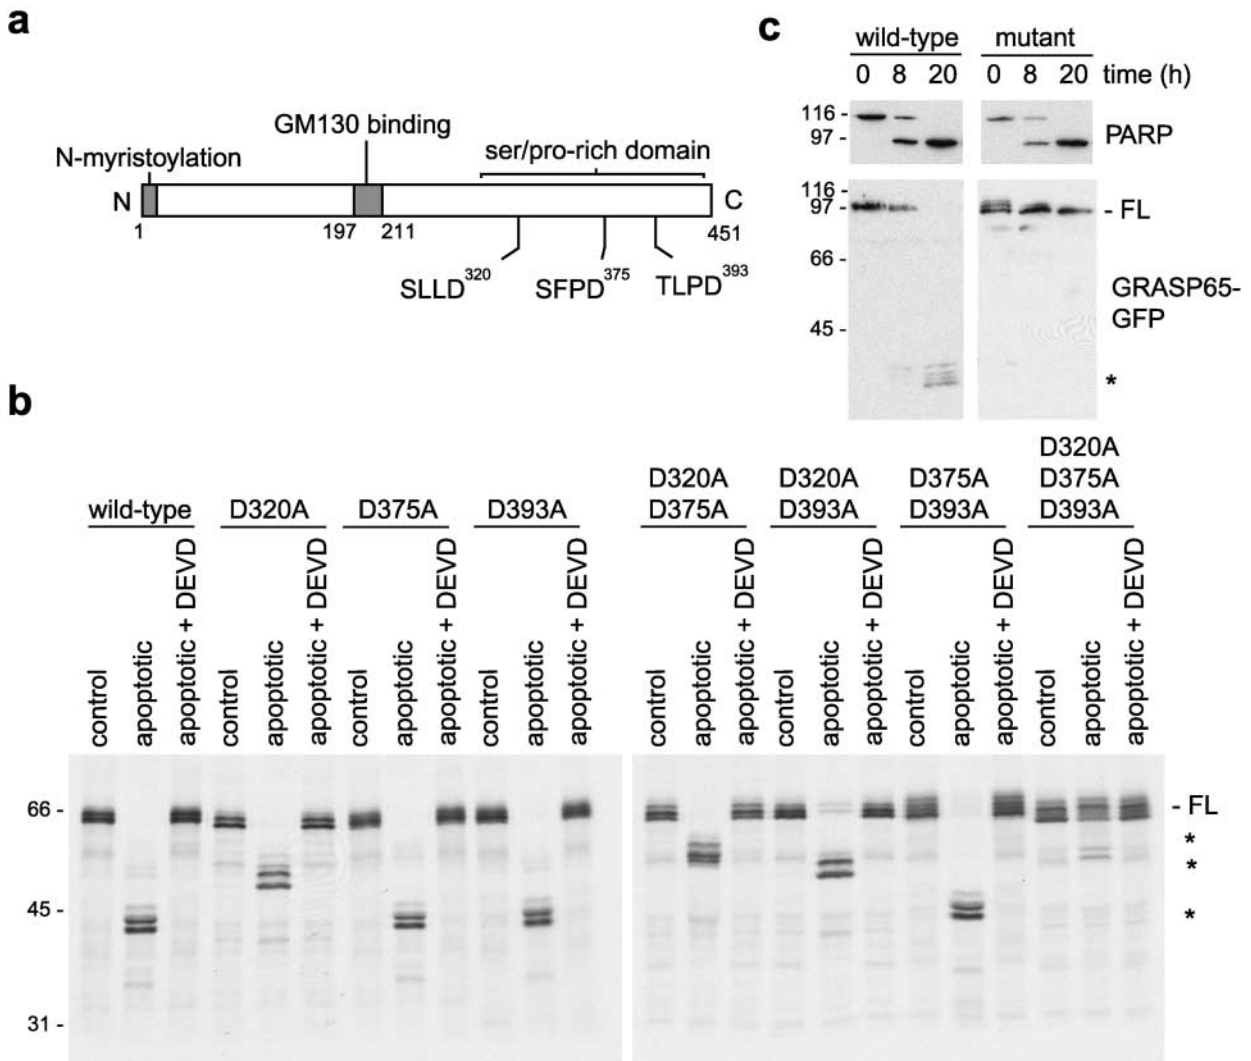 a
N-myristoylation
GM130 binding
ser/pro-rich domain
N
C
1
197
211
451
SLLD320
SFPD375
TLPD393
c
wild-type
mutant
0 8 20
0 8 20
time (h)
116 -
97 -
PARP
116 -
97 -
- FL
66 -
GRASP65-
GFP
45 -
*
b
wild-type
D320A
D375A
D393A
D320A
D375A
D320A
D393A
D375A
D393A
D320A
D375A
D393A
control
apoptotic
apoptotic + DEVD
control
apoptotic
apoptotic + DEVD
control
apoptotic
apoptotic + DEVD
control
apoptotic
apoptotic + DEVD
control
apoptotic
apoptotic + DEVD
control
apoptotic
apoptotic + DEVD
control
apoptotic
apoptotic + DEVD
control
apoptotic
apoptotic + DEVD
66 -
- FL
*
*
45 -
*
31 -